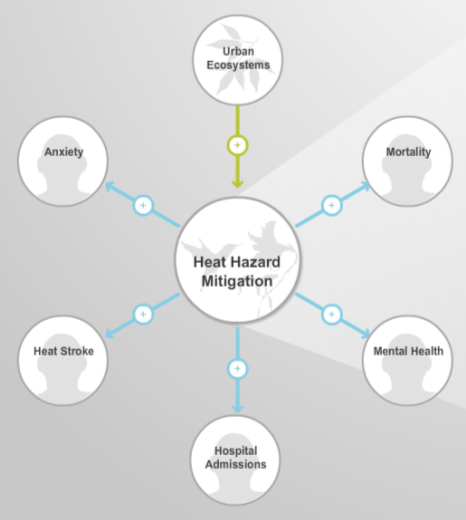 Urban
Ecosystems
+
Anxiety
Mortality
+
+
Heat Hazard
Mitigation
+
+
Heat Stroke
Mental Health
+
Hospital
Admissions